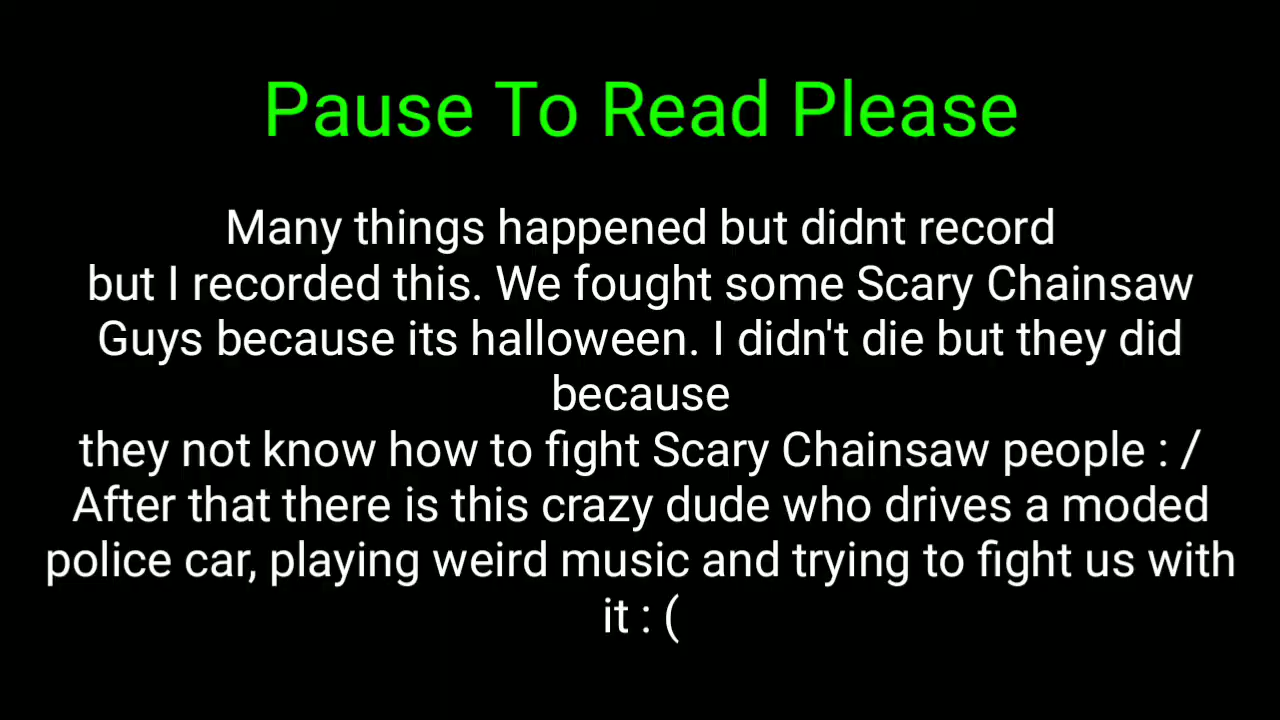 Pause To Read Please
Many things happened but didnt record
but I recorded this. We fought some Scary Chainsaw
Guys because its halloween. I didn't die but they did
because
they not know how to fight Scary Chainsaw people : /
After that there is this crazy dude who drives a moded
police car, playing weird music and trying to fight us with
it : (